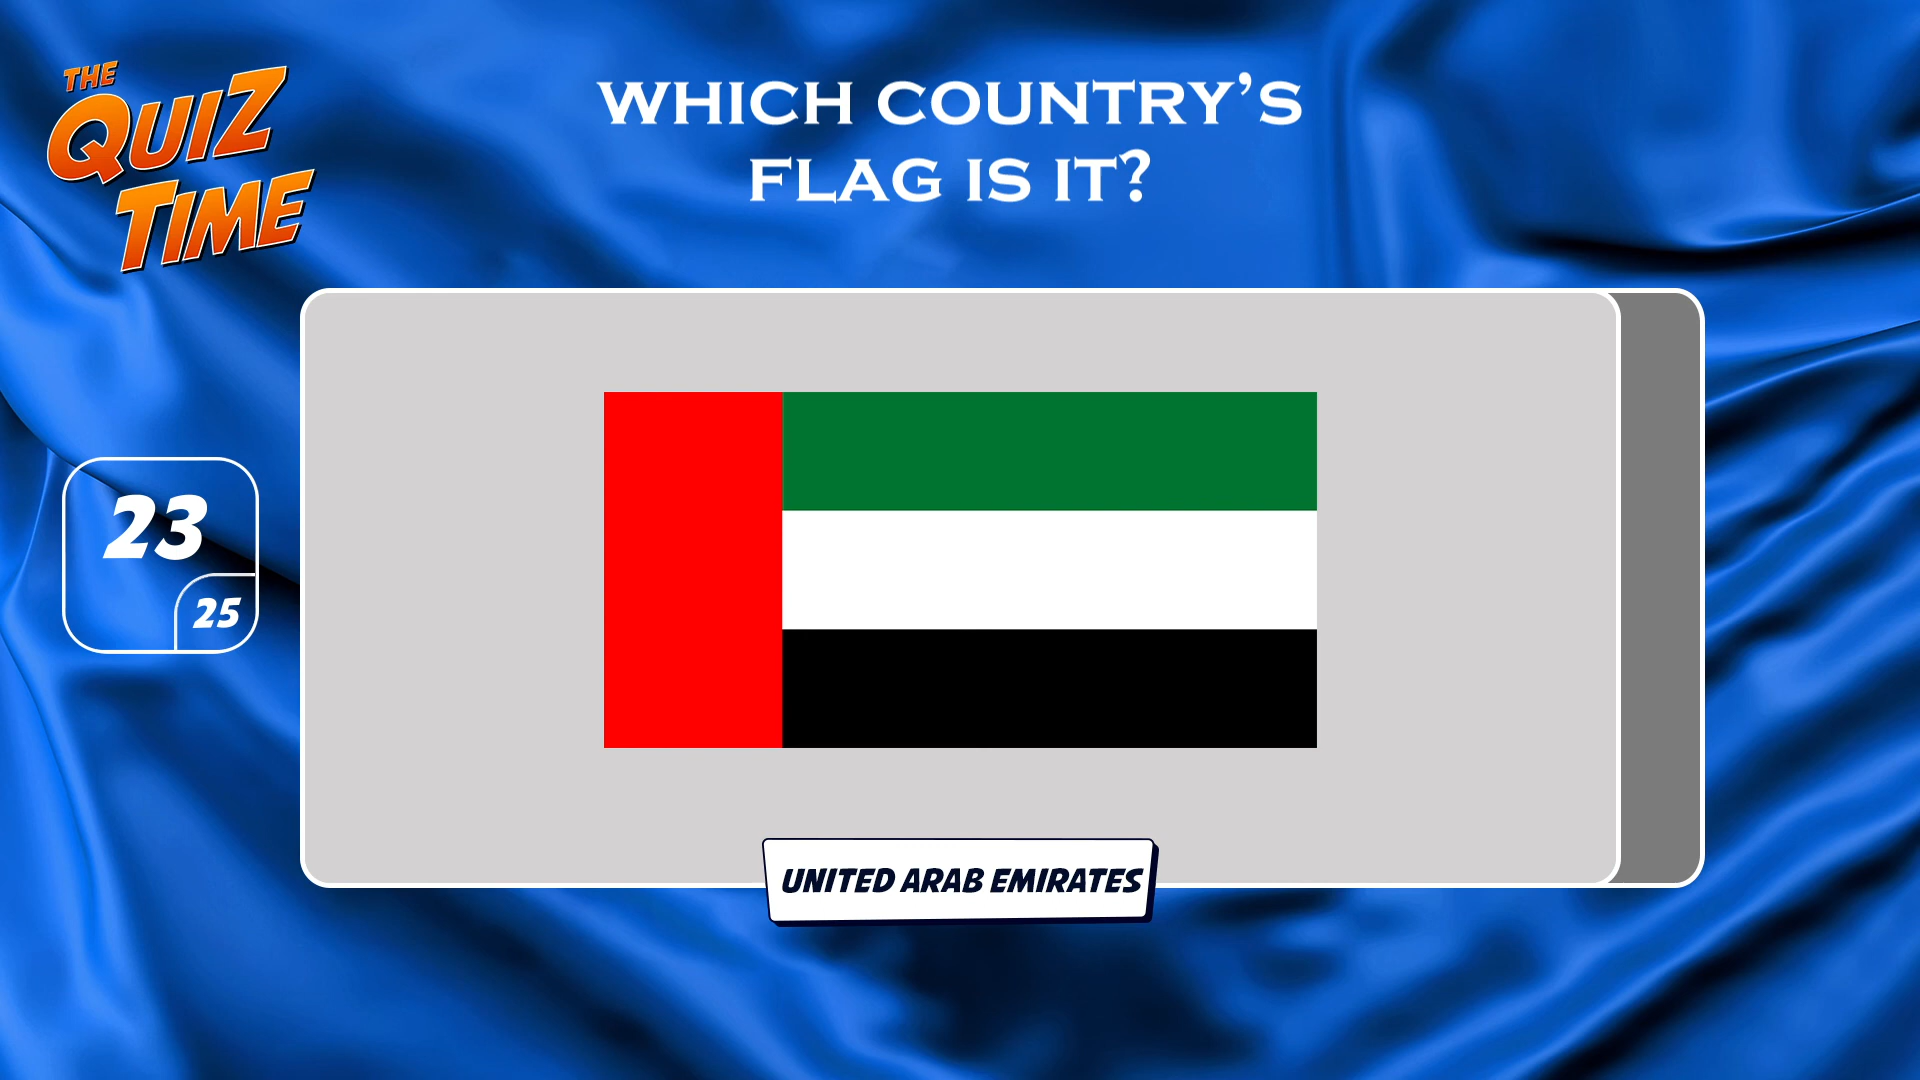 THE
QUIZ
TIME
WHICH COUNTRY'S
FLAG IS IT?
23
25
UNITED ARAB EMIRATES